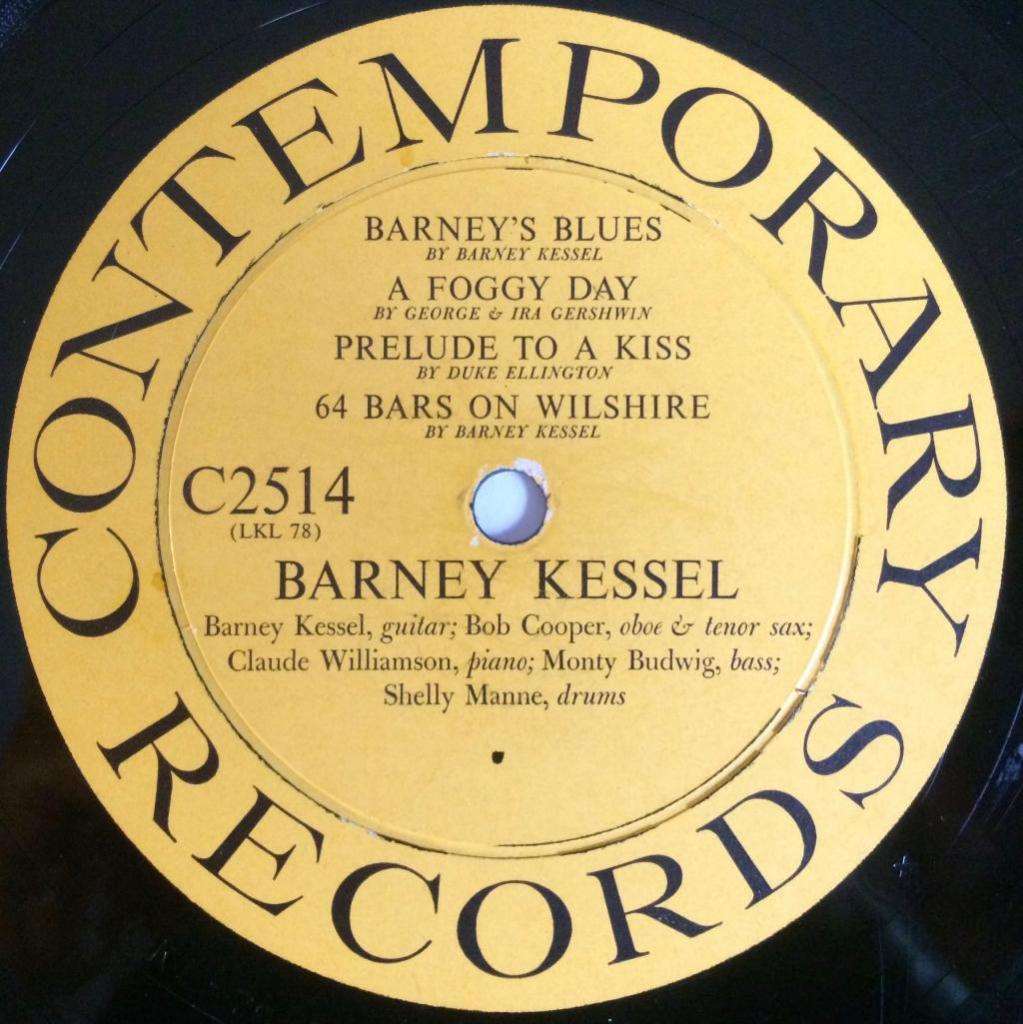 CONTEMPORARY
BARNEY'S BLUES
BY BARNEY KESSEL
A FOGGY DAY
BY GEORGE & IRA GERSHWIN
PRELUDE TO A KISS
BY DUKE ELLINGTON
64 BARS ON WILSHIRE
BY BARNEY KESSEL
C2514
(LKL 78)
BARNEY KESSEL
Barney Kessel, guitar; Bob Cooper, oboe & tenor sax;
Claude Williamson, piano; Monty Budwig, bass;
Shelly Manne, drums
RECORDS